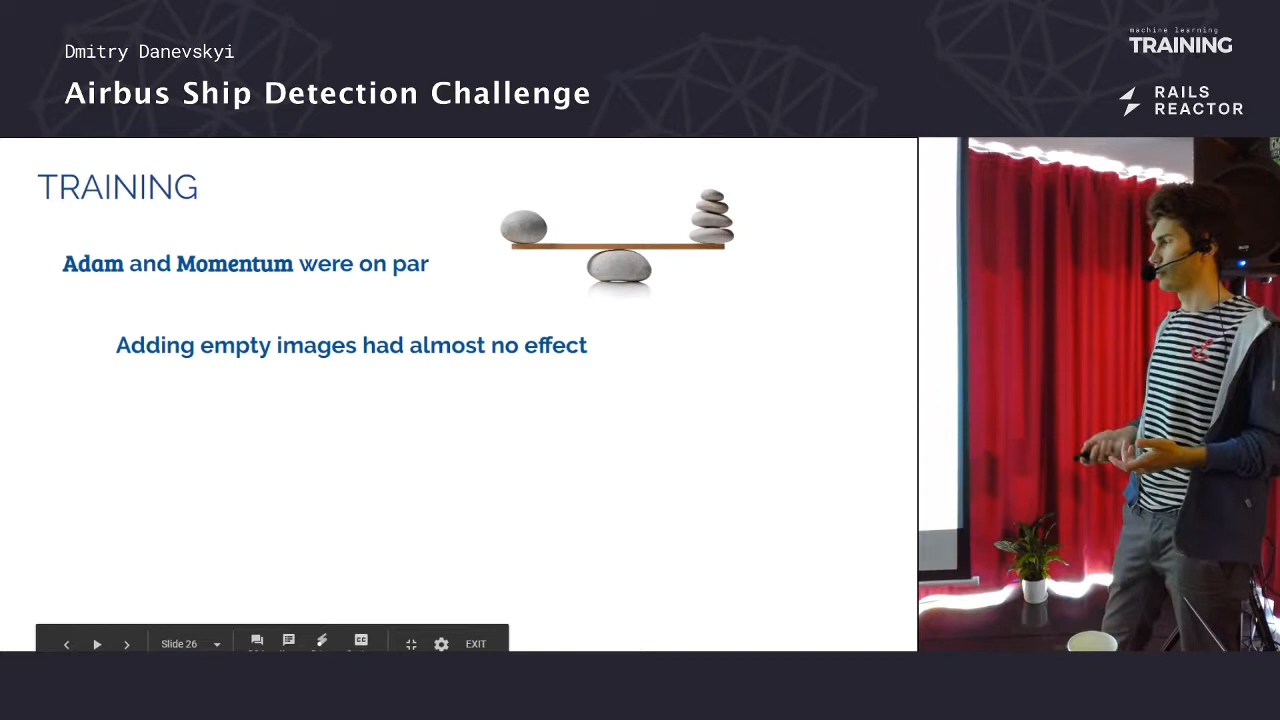 Dmitry Danevskyi
Airbus Ship Detection Challenge
machine learning
TRAINING
RAILS
REACTOR
TRAINING
Adam and Momentum were on par
Adding empty images had almost no effect
Slide 26
CC
EXIT